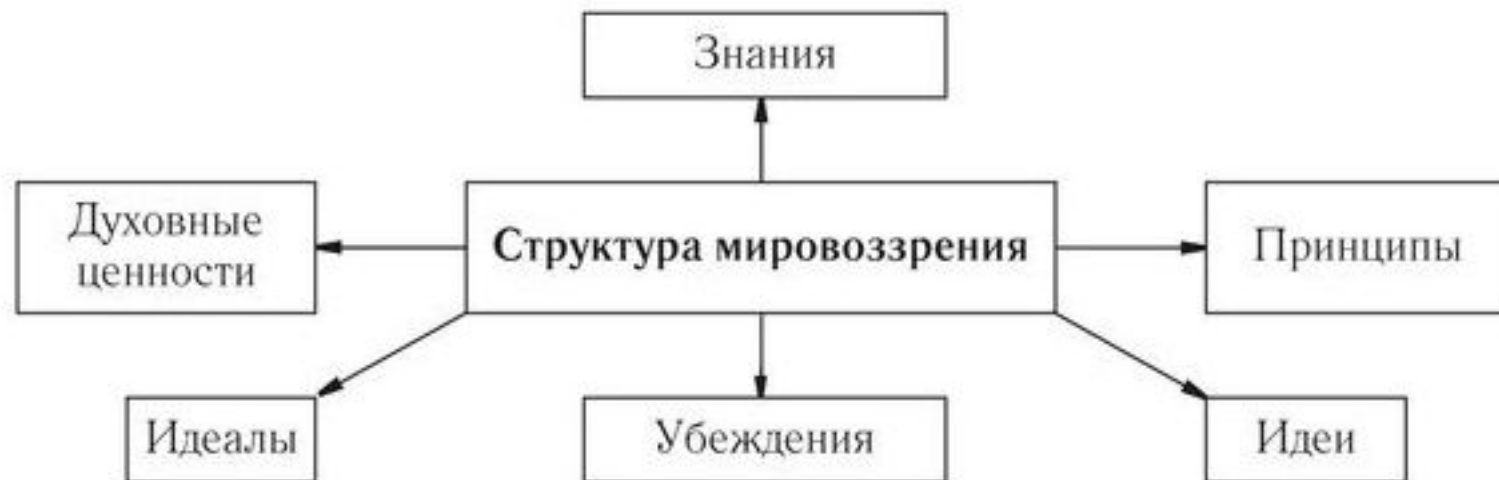 Знания
Духовные
ценности
Структура мировоззрения
Принципы
Идеалы
Убеждения
Идеи